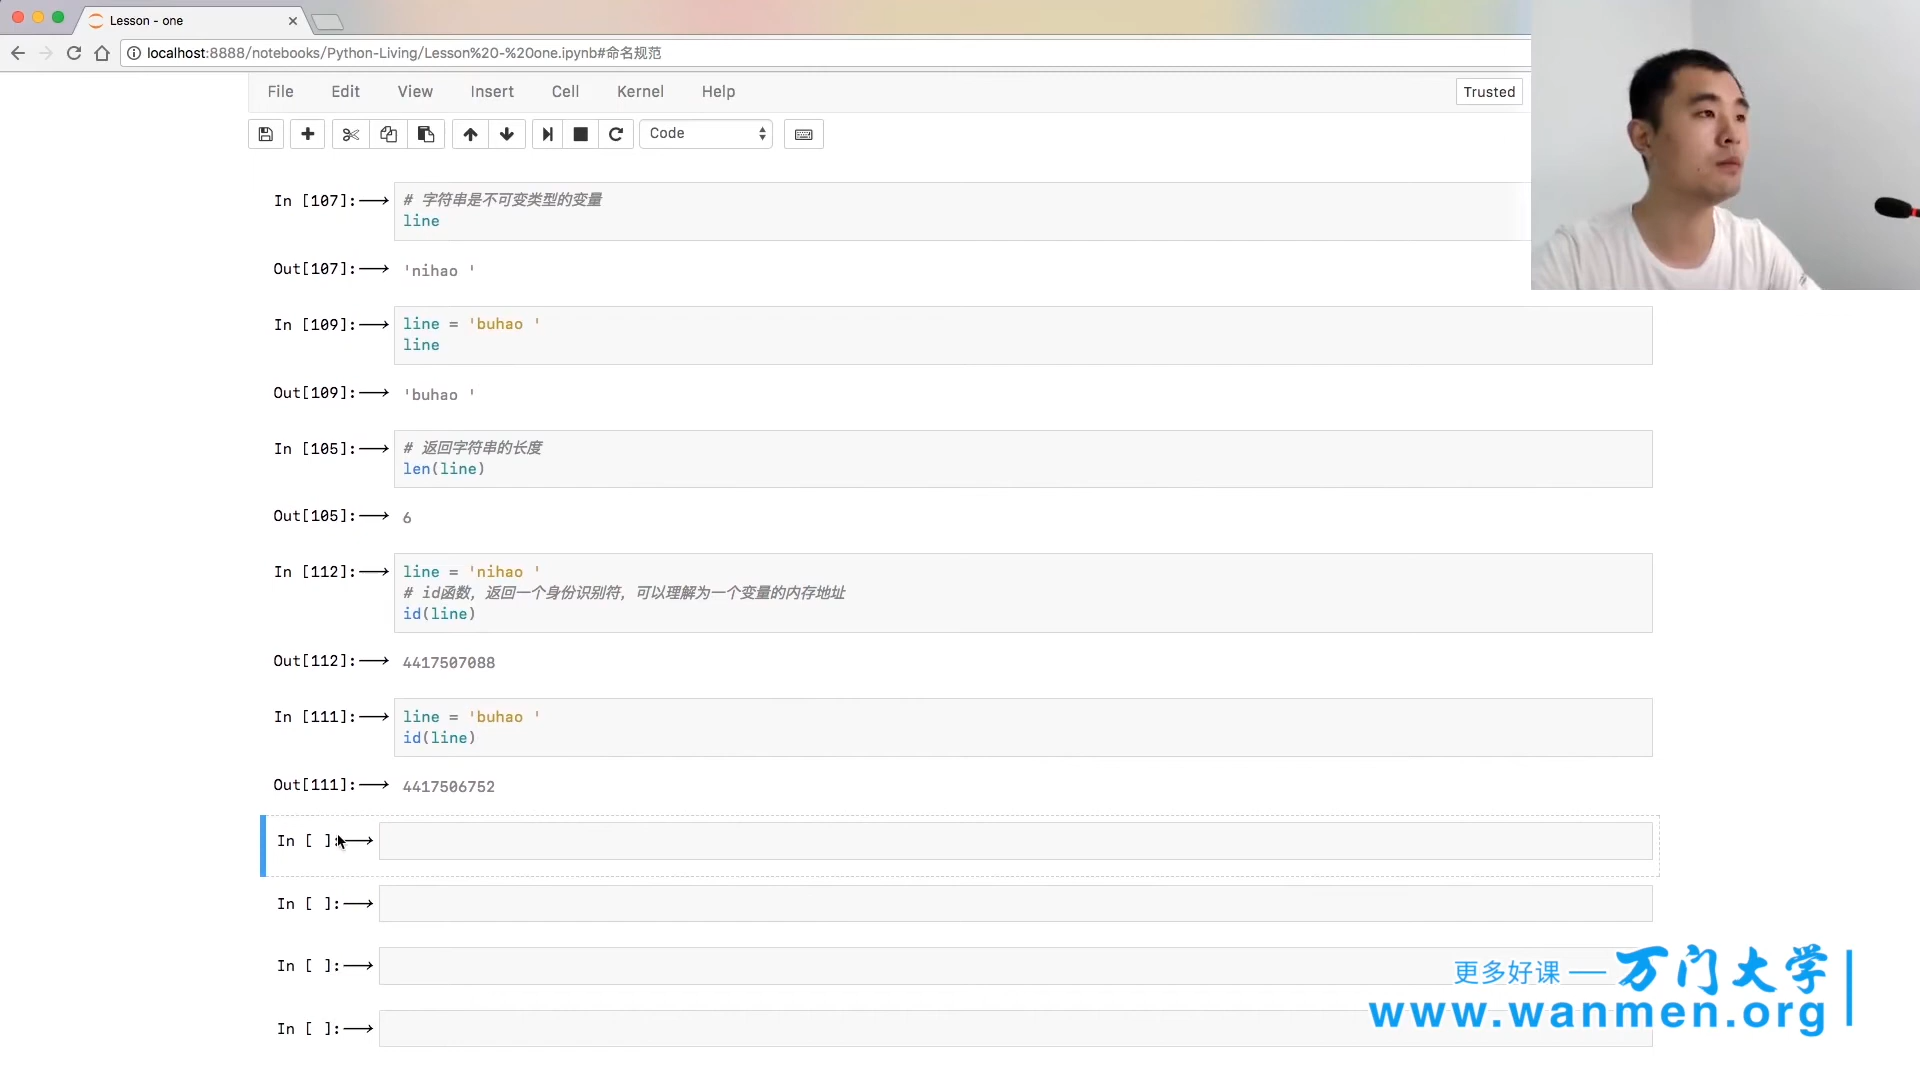 Lesson - one
localhost:8888/notebooks/Python-Living/Lesson%20-%20one.ipynb#命名规范
File Edit View Insert Cell Kernel Help Trusted
Code
In [107]: # 字符串是不可变类型的变量
line
Out[107]: 'nihao '
In [109]: line = 'buhao '
line
Out[109]: 'buhao '
In [105]: # 返回字符串的长度
len(line)
Out[105]: 6
In [112]: line = 'nihao '
# id函数，返回一个身份识别符，可以理解为一个变量的内存地址
id(line)
Out[112]: 4417507088
In [111]: line = 'buhao '
id(line)
Out[111]: 4417506752
In [ ]:
In [ ]:
In [ ]:
In [ ]:
更多好课 — 万门大学
www.wanmen.org